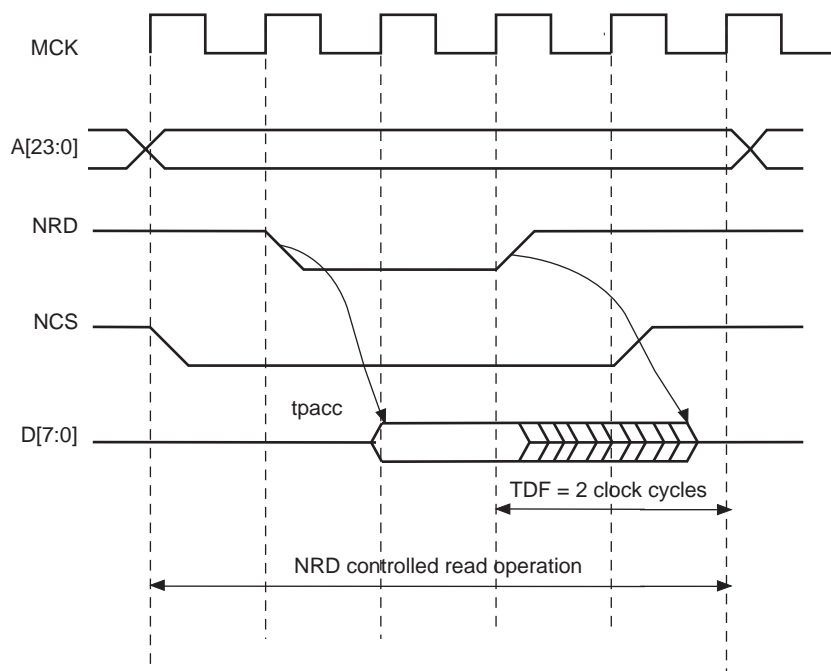 MCK
A[23:0]
NRD
NCS
tpacc
D[7:0]
TDF = 2 clock cycles
NRD controlled read operation